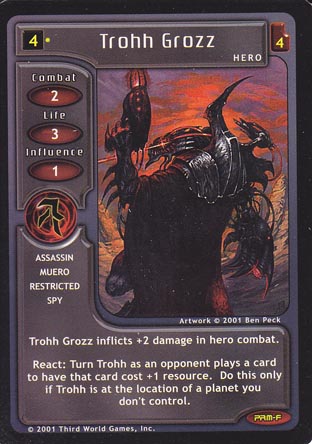 4
Trohh Grozz
4
HERO
Combat
2
Life
3
Influence
1
ASSASSIN
MUERO
RESTRICTED
SPY
Artwork © 2001 Ben Peck
Trohh Grozz inflicts +2 damage in hero combat.
React: Turn Trohh as an opponent plays a card
to have that card cost +1 resource. Do this only
if Trohh is at the location of a planet you
don't control.
© 2001 Third World Games, Inc.
PRM-F